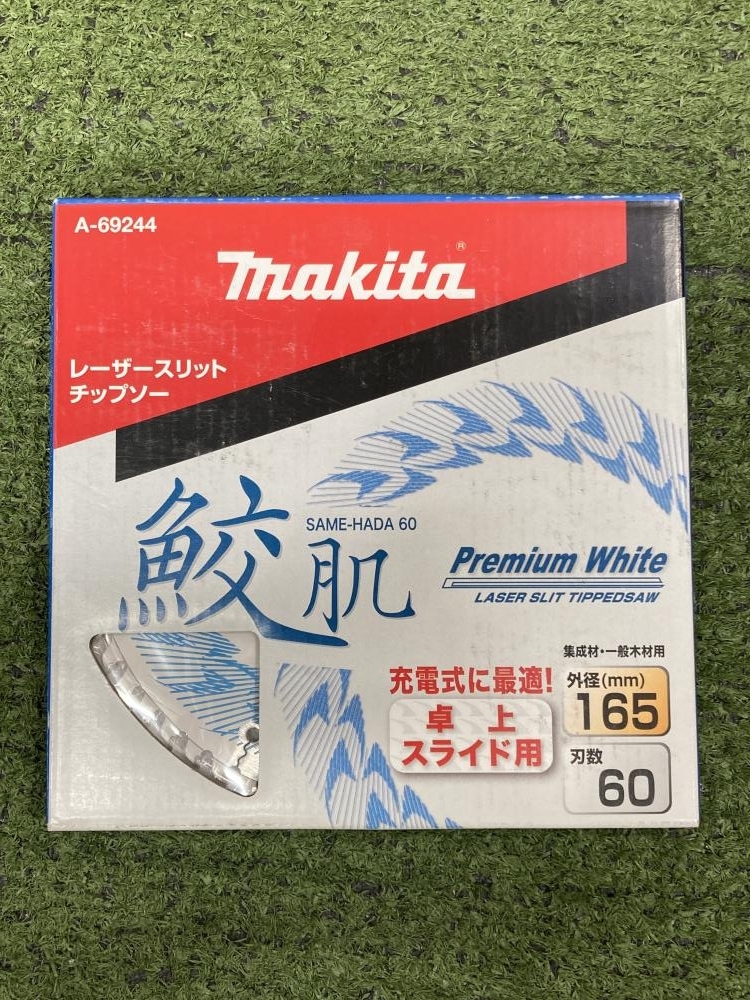 A-69244
makita®
レーザースリット
チップソー
鮫肌
SAME-HADA 60
Premium White
LASER SLIT TIPPEDSAW
集成材・一般木材用
充電式に最適!
卓上
スライド用
外径(mm)
165
刃数
60